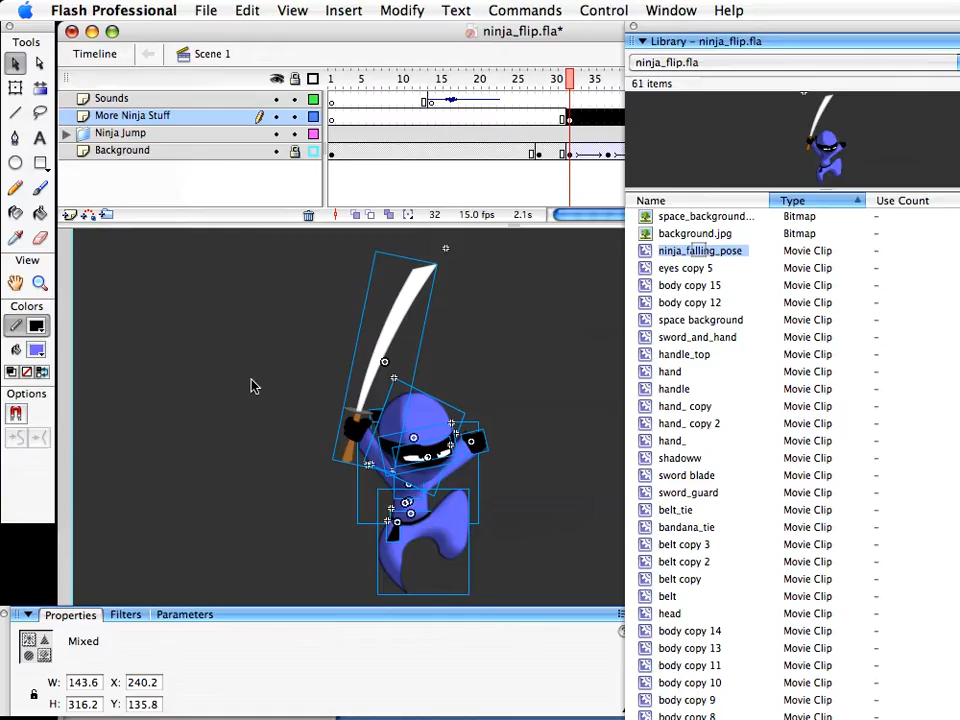 Flash Professional File Edit View Insert Modify Text Commands Control Window Help
Tools
ninja_flip.fla*
Library - ninja_flip.fla
Timeline Scene 1
ninja_flip.fla
61 items
1 5 10 15 20 25 35
Sounds
More Ninja Stuff
Ninja Jump
Background
32 15.0 fps 2.1s
View
Colors
Options
Name Type Use Count
space_background... Bitmap -
background.jpg Bitmap -
ninja_falling_pose Movie Clip -
eyes copy 5 Movie Clip -
body copy 15 Movie Clip -
body copy 12 Movie Clip -
space background Movie Clip -
sword_and_hand Movie Clip -
handle_top Movie Clip -
hand Movie Clip -
handle Movie Clip -
hand_ copy Movie Clip -
hand_ copy 2 Movie Clip -
hand_ Movie Clip -
shadoww Movie Clip -
sword blade Movie Clip -
sword_guard Movie Clip -
belt_tie Movie Clip -
bandana_tie Movie Clip -
belt copy 3 Movie Clip -
belt copy 2 Movie Clip -
belt copy Movie Clip -
belt Movie Clip -
head Movie Clip -
body copy 14 Movie Clip -
body copy 13 Movie Clip -
body copy 11 Movie Clip -
body copy 10 Movie Clip -
body copy 9 Movie Clip -
body copy 8 Movie Clip -
Properties Filters Parameters
Mixed
W: 143.6 X: 240.2
H: 316.2 Y: 135.8